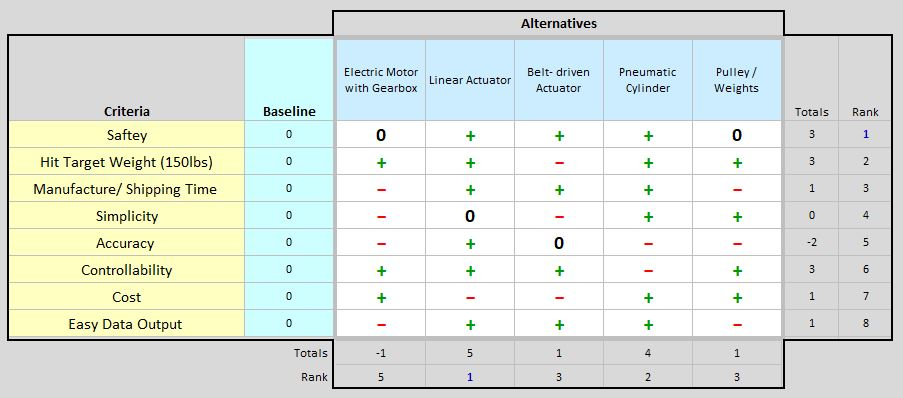 Alternatives
Criteria Baseline Electric Motor with Gearbox Linear Actuator Belt- driven Actuator Pneumatic Cylinder Pulley / Weights Totals Rank
Saftey 0 0 + + + 0 3 1
Hit Target Weight (150lbs) 0 + + − + + 3 2
Manufacture/ Shipping Time 0 − + + + − 1 3
Simplicity 0 − 0 − + + 0 4
Accuracy 0 − + 0 − − -2 5
Controllability 0 + + + − + 3 6
Cost 0 + − − + + 1 7
Easy Data Output 0 − + + + − 1 8
Totals -1 5 1 4 1
Rank 5 1 3 2 3